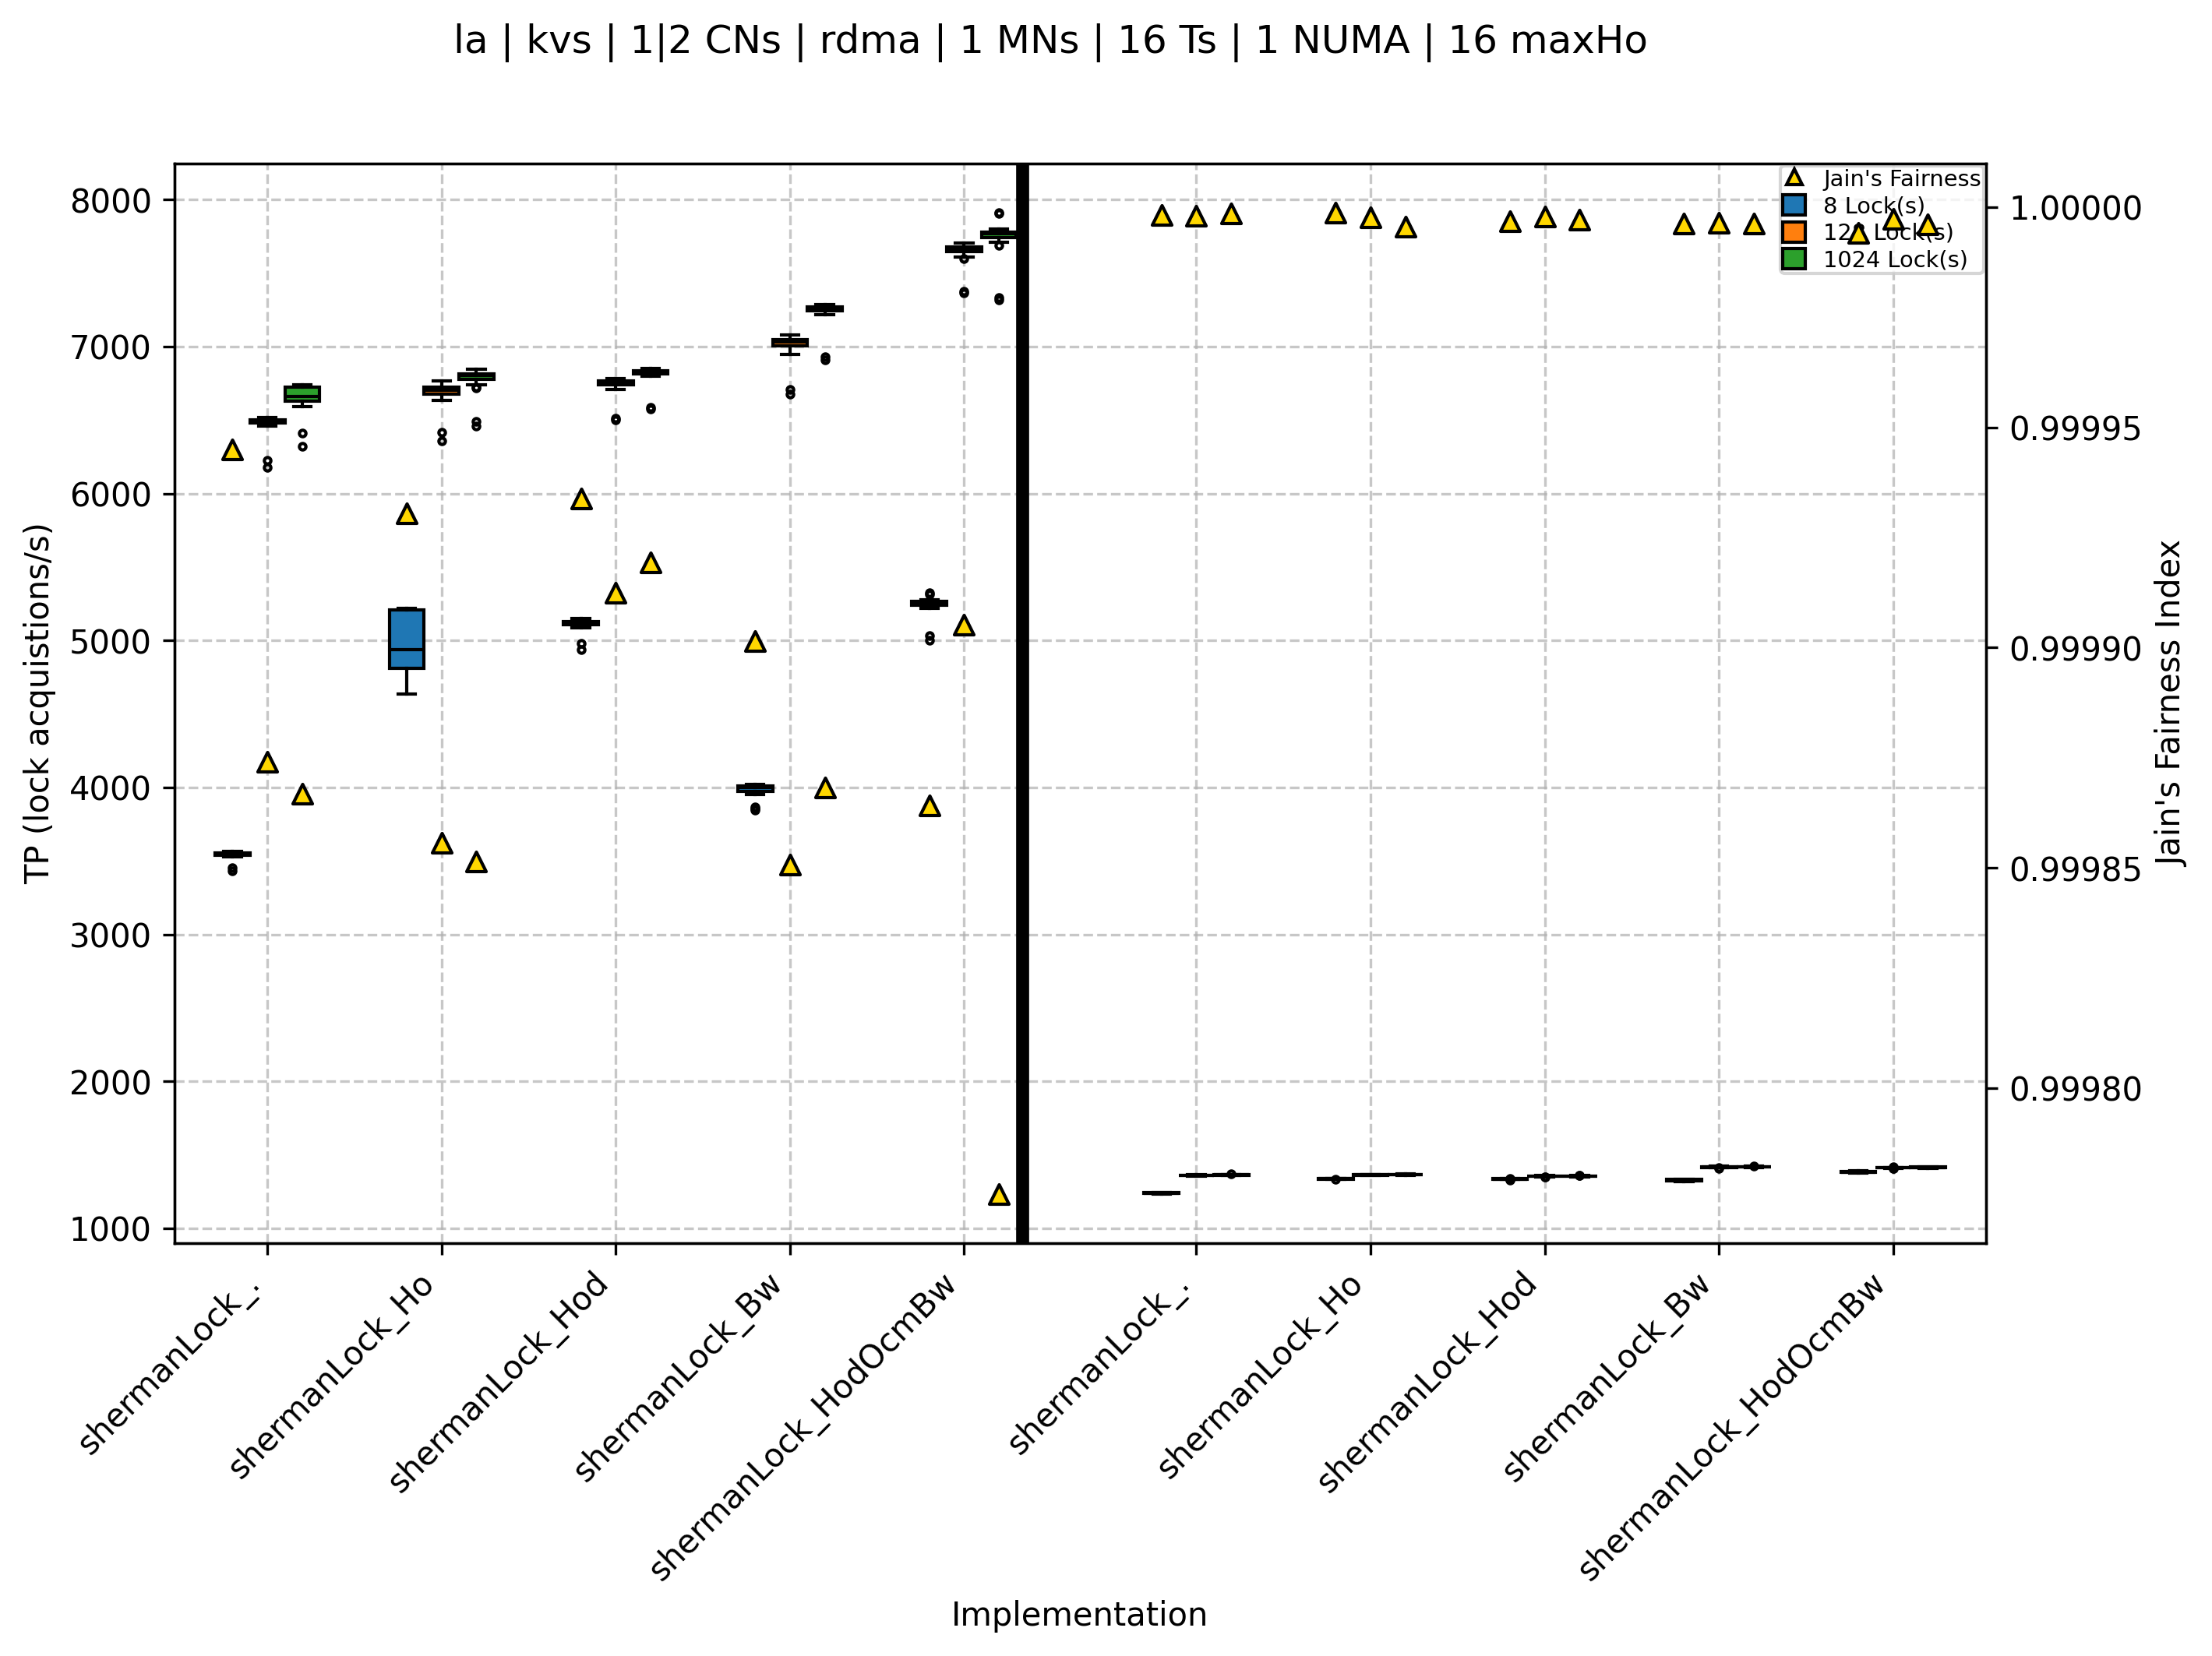 la | kvs | 1|2 CNs | rdma | 1 MNs | 16 Ts | 1 NUMA | 16 maxHo
8000
7000
6000
5000
4000
3000
2000
1000
TP (lock acquistions/s)
Jain's Fairness
8 Lock(s)
Lock(s)
1024 Lock(s)
1.00000
0.99995
0.99990
0.99985
0.99980
Jain's Fairness Index
shermanLock_.
shermanLock_Ho
shermanLock_Hod
shermanLock_Bw
shermanLock_HodOcmBw
shermanLock_.
shermanLock_Ho
shermanLock_Hod
shermanLock_Bw
shermanLock_HodOcmBw
Implementation